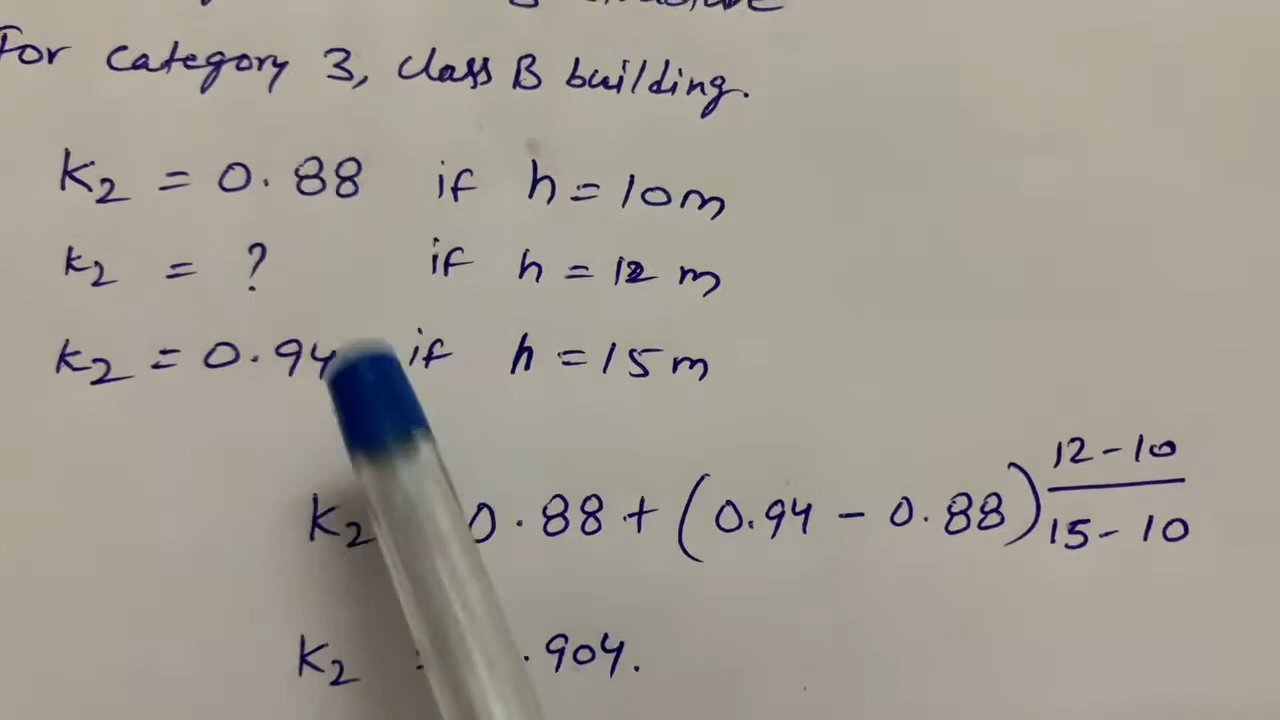 For category 3, class B building.
K2 = 0.88 if h = 10m
K2 = ? if h = 12 m
K2 = 0.94 if h = 15 m
K2 0.88 + (0.94 - 0.88) 12-10 / 15-10
K2 .904.